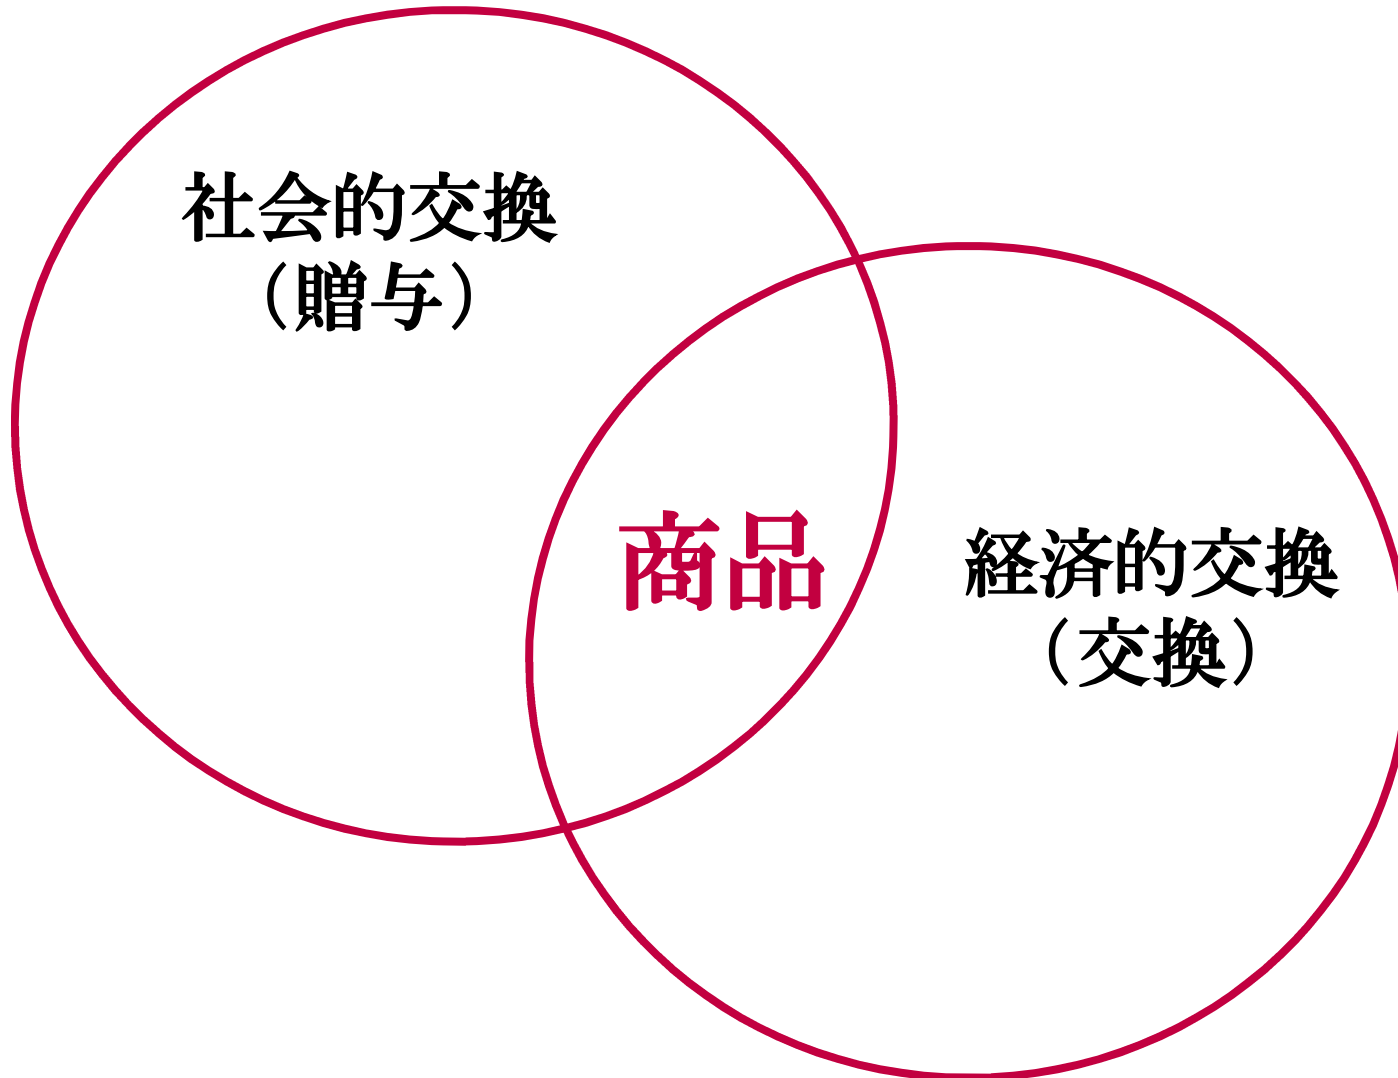 社会的交換
（贈与）
商品
経済的交換
（交換）